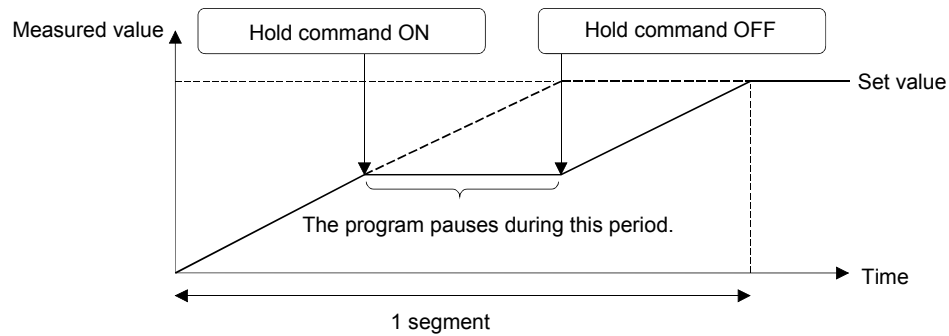 Measured value
Hold command ON
Hold command OFF
Set value
The program pauses during this period.
Time
1 segment